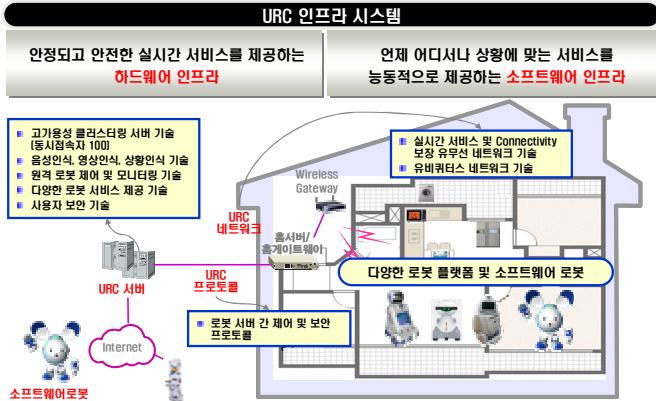 URC 인프라 시스템
안정되고 안전한 실시간 서비스를 제공하는
하드웨어 인프라
언제 어디서나 상황에 맞는 서비스를
능동적으로 제공하는 소프트웨어 인프라
고가용성 클러스터링 서버 기술
(동시접속자 100)
음성인식, 영상인식, 상황인식 기술
원격 로봇 제어 및 모니터링 기술
다양한 로봇 서비스 제공 기술
사용자 보안 기술
실시간 서비스 및 Connectivity
보장 유무선 네트워크 기술
유비쿼터스 네트워크 기술
Wireless
Gateway
URC
네트워크
홈서버/
홈게이트웨이
URC
프로토콜
URC 서버
다양한 로봇 플랫폼 및 소프트웨어 로봇
로봇 서버 간 제어 및 보안
프로토콜
Internet
소프트웨어로봇